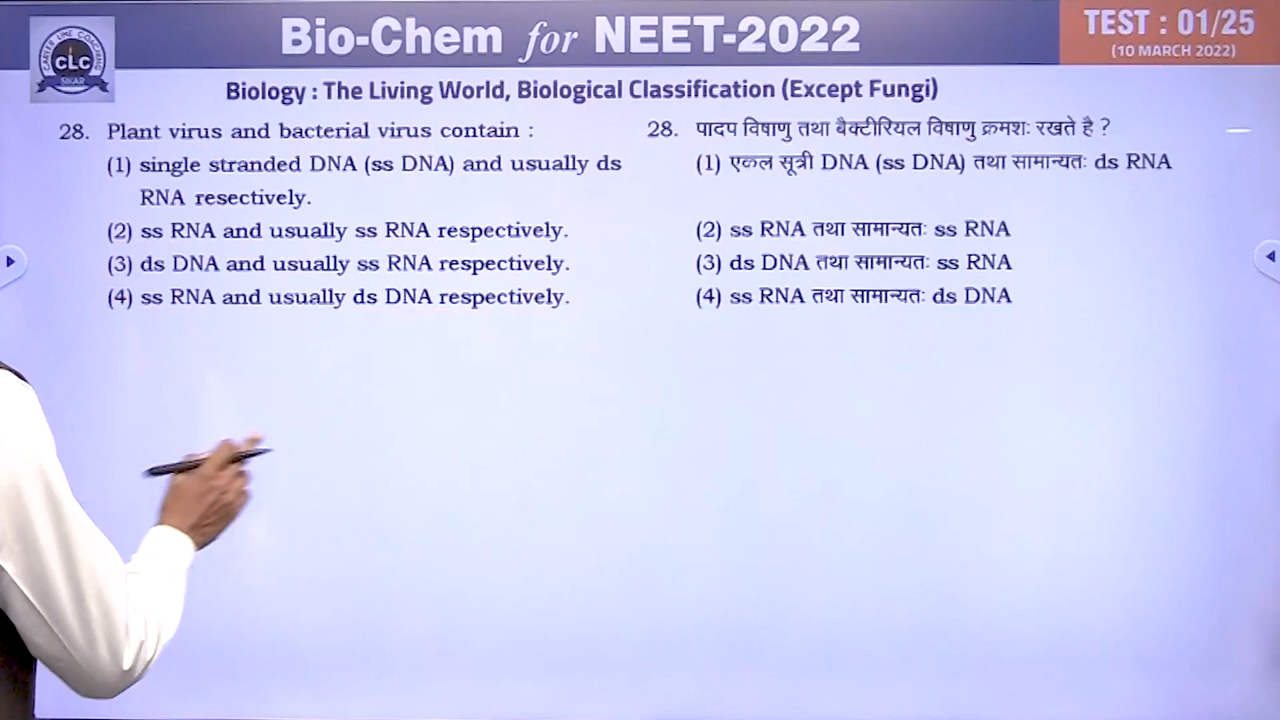 Bio-Chem for NEET-2022
TEST : 01/25
(10 MARCH 2022)
CAREER LINE COACHING
CLC
SIKAR
Biology : The Living World, Biological Classification (Except Fungi)
28. Plant virus and bacterial virus contain :
(1) single stranded DNA (ss DNA) and usually ds
RNA resectively.
(2) ss RNA and usually ss RNA respectively.
(3) ds DNA and usually ss RNA respectively.
(4) ss RNA and usually ds DNA respectively.
28. पादप विषाणु तथा बैक्टीरियल विषाणु क्रमशः रखते है ?
(1) एकल सूत्री DNA (ss DNA) तथा सामान्यतः ds RNA
(2) ss RNA तथा सामान्यतः ss RNA
(3) ds DNA तथा सामान्यतः ss RNA
(4) ss RNA तथा सामान्यतः ds DNA